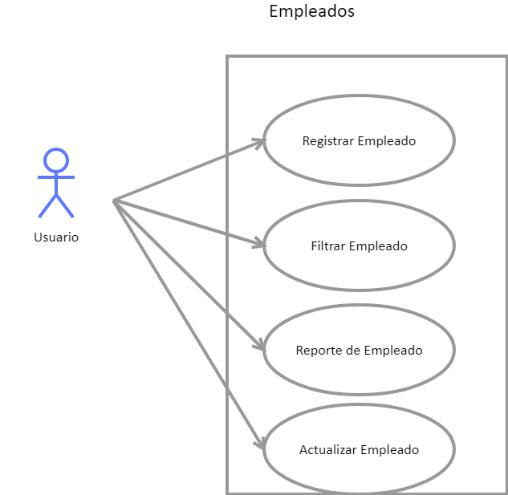 Empleados
Registrar Empleado
Usuario
Filtrar Empleado
Reporte de Empleado
Actualizar Empleado